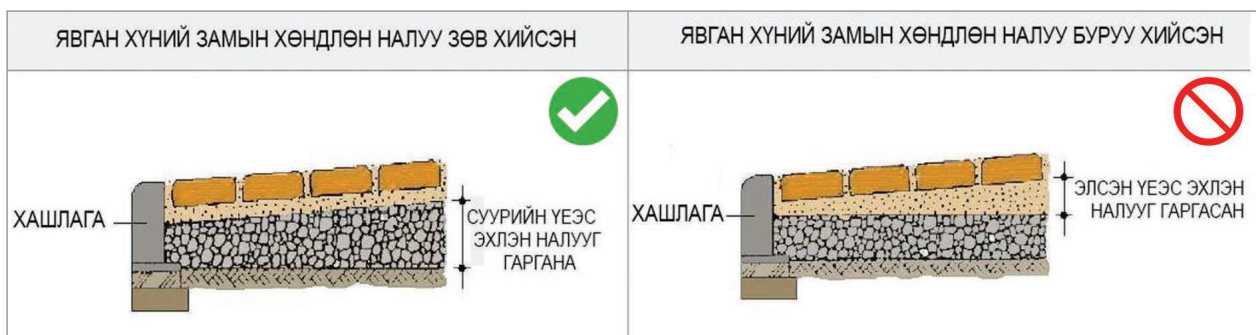 ЯВГАН ХҮНИЙ ЗАМЫН ХӨНДЛӨН НАЛУУ ЗӨВ ХИЙСЭН
ЯВГАН ХҮНИЙ ЗАМЫН ХӨНДЛӨН НАЛУУ БУРУУ ХИЙСЭН
ХАШЛАГА
СУУРИЙН ҮЕЭС
ЭХЛЭН НАЛУУГ
ГАРГАНА
ХАШЛАГА
ЭЛСЭН ҮЕЭС ЭХЛЭН
НАЛУУГ ГАРГАСАН